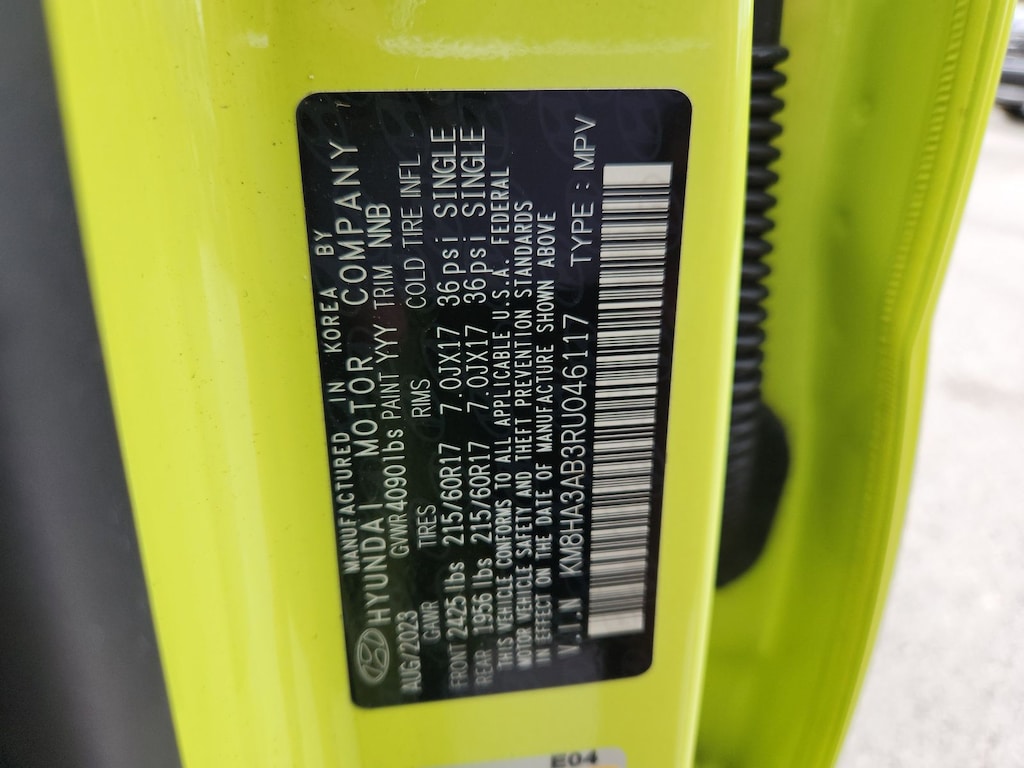 MANUFACTURED IN KOREA BY
HYUNDAI MOTOR COMPANY
AUG/2023 GVWR 4090lbs PAINT YYY TRIM NNB
GAWR TIRES RIMS COLD TIRE INFL
FRONT 2425 lbs 215/60R17 7.0JX17 36psi SINGLE
REAR 1956 lbs 215/60R17 7.0JX17 36psi SINGLE
THIS VEHICLE CONFORMS TO ALL APPLICABLE U.S.A. FEDERAL
MOTOR VEHICLE SAFETY AND THEFT PREVENTION STANDARDS
IN EFFECT ON THE DATE OF MANUFACTURE SHOWN ABOVE
V.I.N KM8HA3AB3RU046117 TYPE : MPV
E04